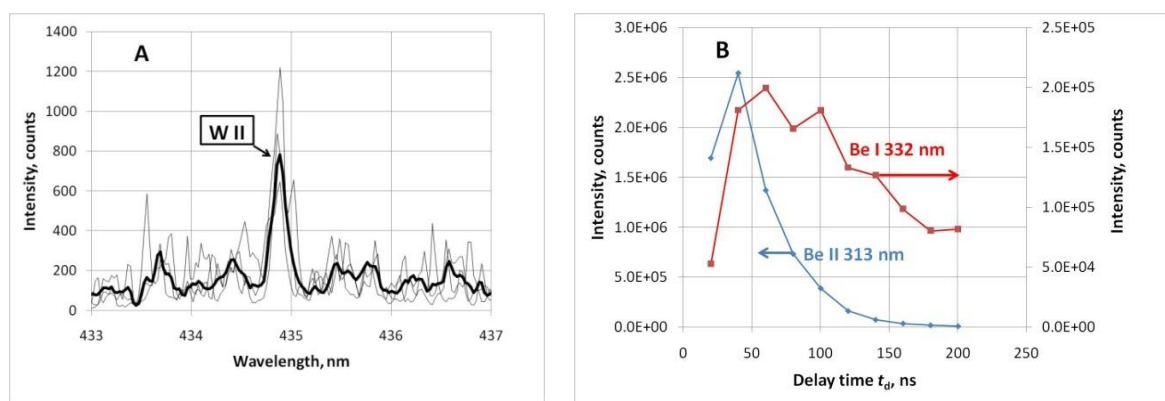 A
1400
1200
1000
800
600
400
200
0
Intensity, counts
W II
433
434
435
436
437
Wavelength, nm
B
3.0E+06
2.5E+06
2.0E+06
1.5E+06
1.0E+06
5.0E+05
0.0E+00
Intensity, counts
Be I 332 nm
Be II 313 nm
2.5E+05
2.0E+05
1.5E+05
1.0E+05
5.0E+04
0.0E+00
Intensity, counts
0
50
100
150
200
250
Delay time td, ns